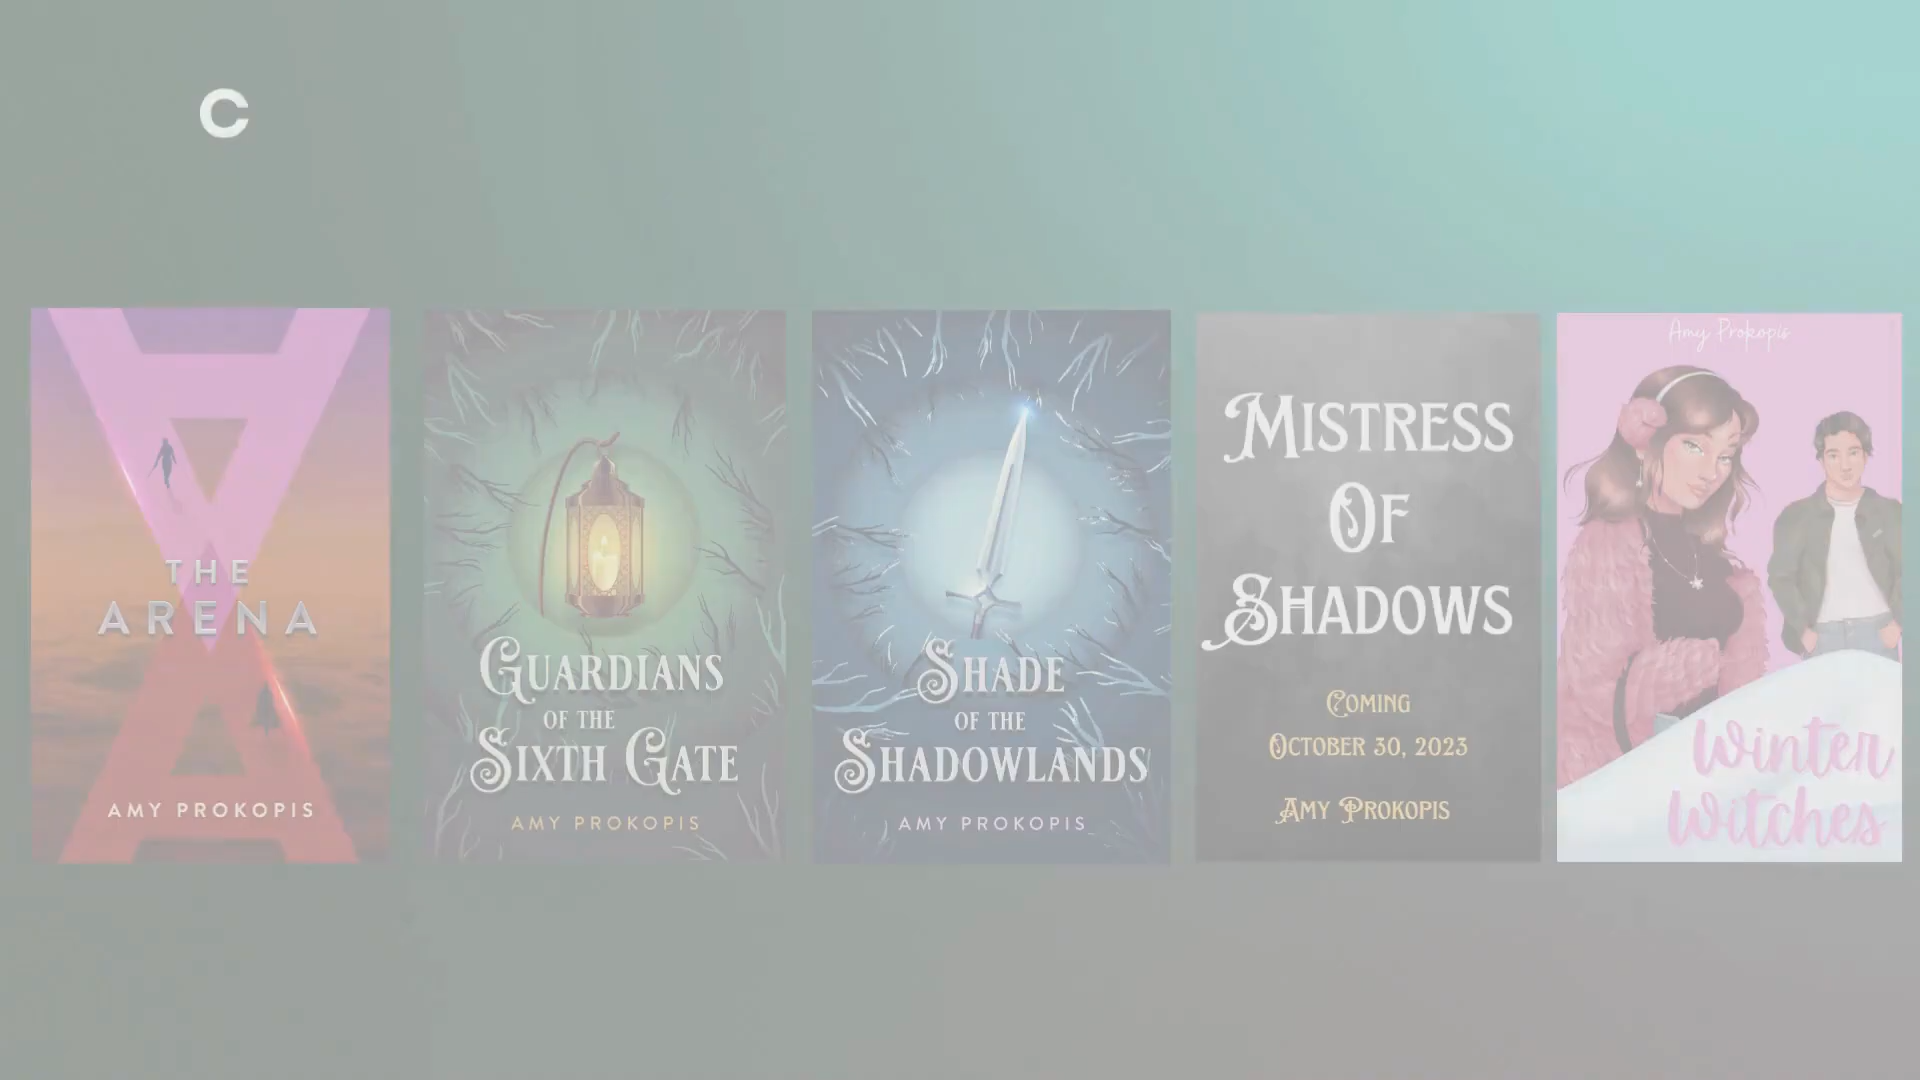 C
THE
ARENA
AMY PROKOPIS
GUARDIANS
OF THE
SIXTH GATE
AMY PROKOPIS
SHADE
OF THE
SHADOWLANDS
AMY PROKOPIS
MISTRESS
OF
SHADOWS
COMING
OCTOBER 30, 2023
AMY PROKOPIS
Amy Prokopis
Winter
Witches